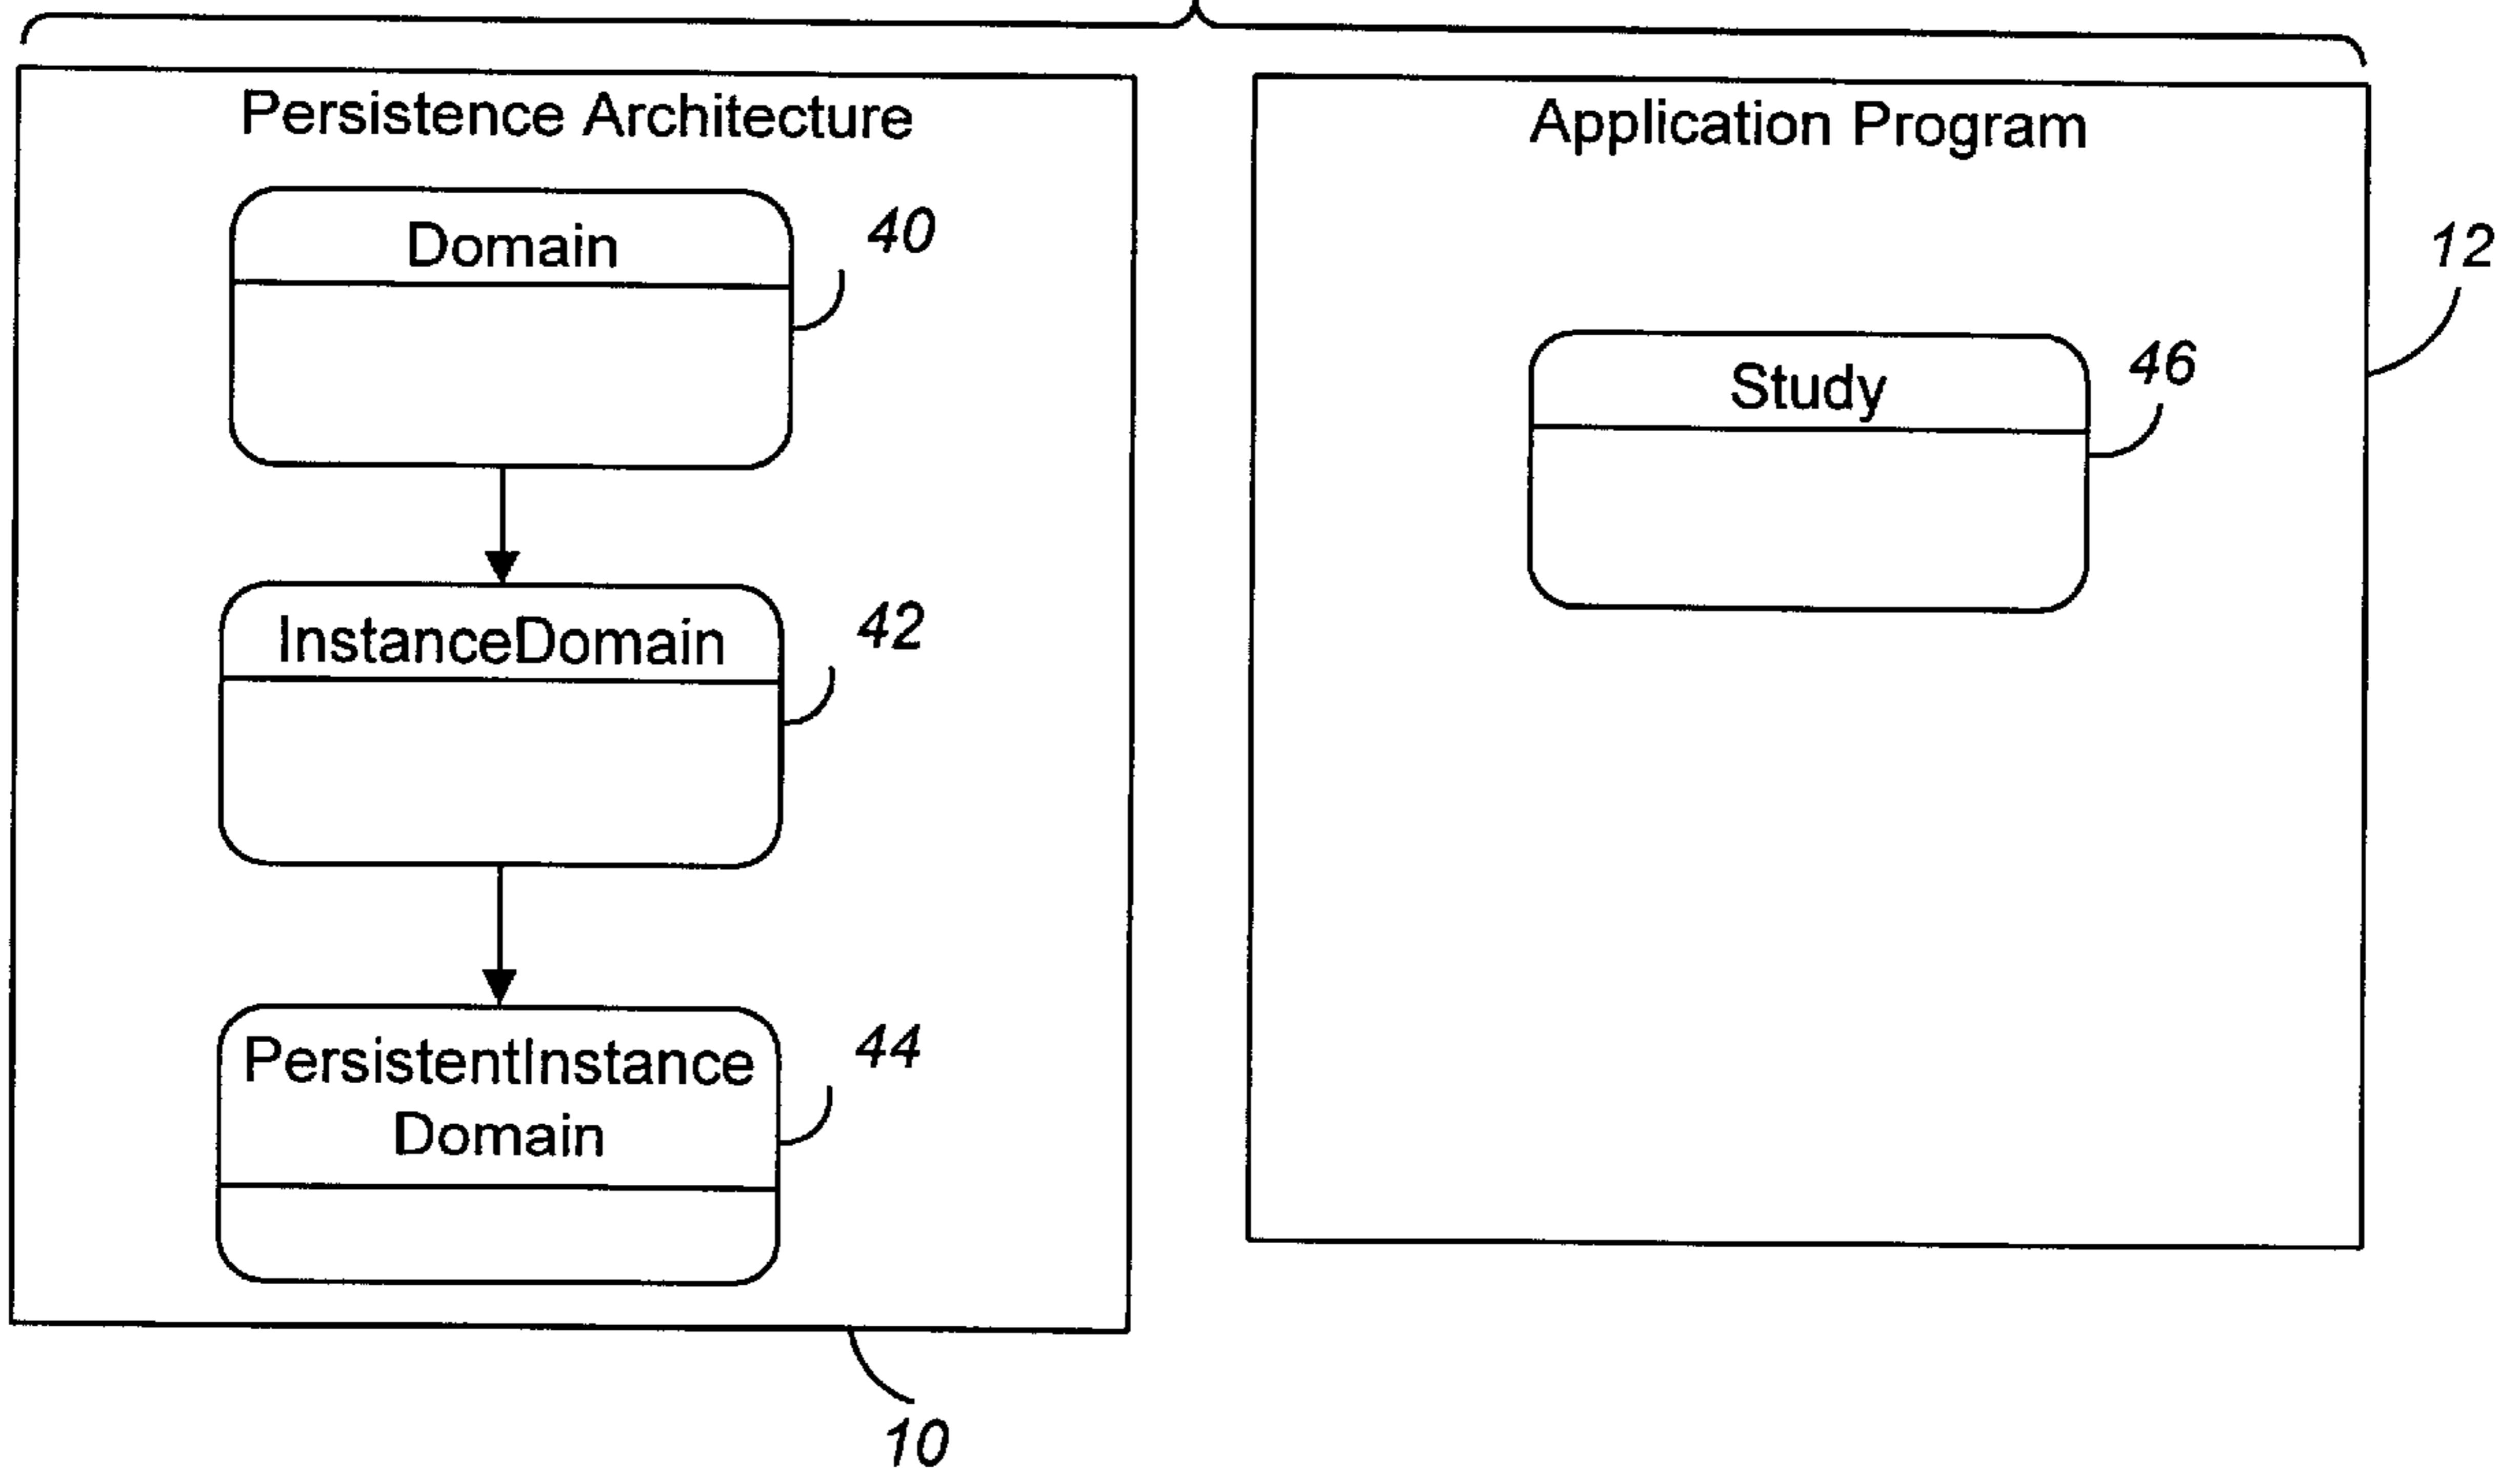 Persistence Architecture
Domain
40
InstanceDomain
42
PersistentInstance
Domain
44
10
Application Program
12
Study
46